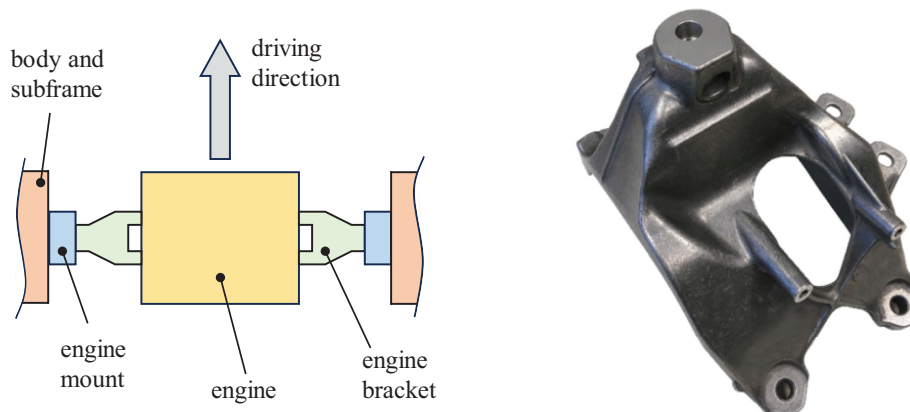 body and
subframe
driving
direction
engine
mount
engine
engine
bracket